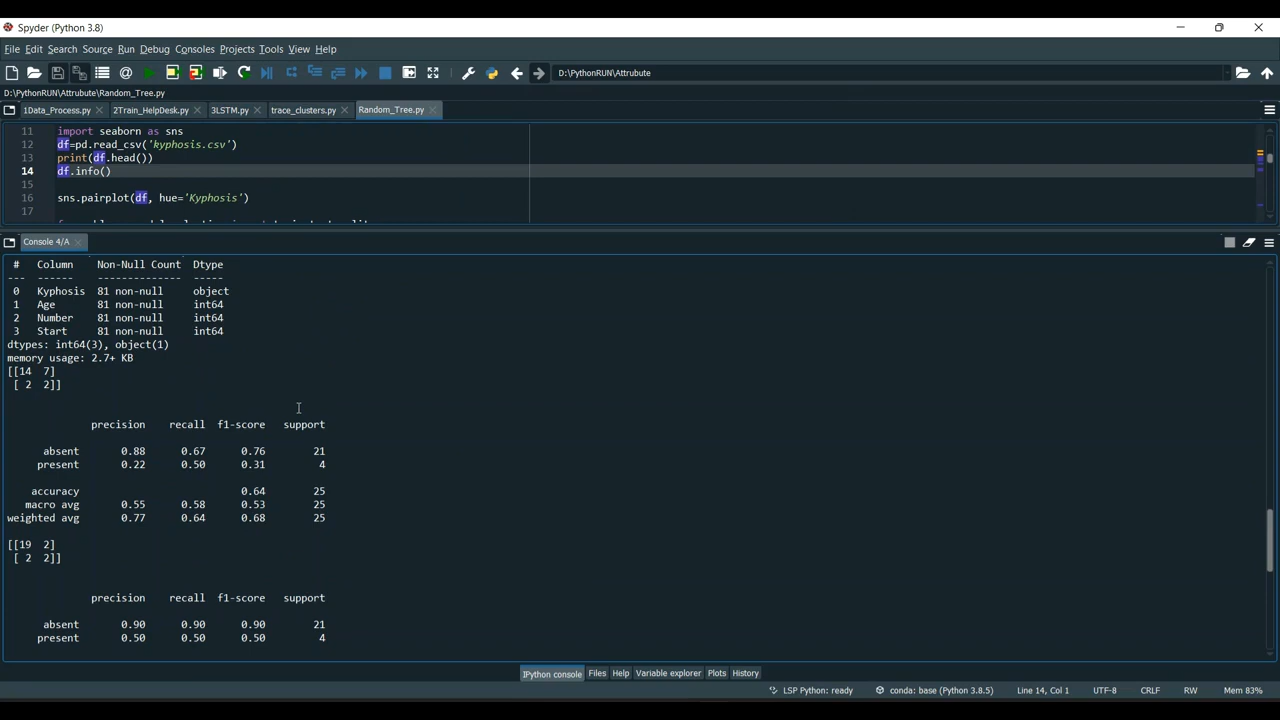 Spyder (Python 3.8)
File Edit Search Source Run Debug Consoles Projects Tools View Help
D:\PythonRUN\Attrubute
D:\PythonRUN\Attrubute\Random_Tree.py
1Data_Process.py 2Train_HelpDesk.py 3LSTM.py trace_clusters.py Random_Tree.py
11 import seaborn as sns
12 df=pd.read_csv('kyphosis.csv')
13 print(df.head())
14 df.info()
15
16 sns.pairplot(df, hue='Kyphosis')
17
Console 4/A
# Column Non-Null Count Dtype
--- ------ -------------- -----
0 Kyphosis 81 non-null object
1 Age 81 non-null int64
2 Number 81 non-null int64
3 Start 81 non-null int64
dtypes: int64(3), object(1)
memory usage: 2.7+ KB
[[14 7]
[ 2 2]]
precision recall f1-score support
absent 0.88 0.67 0.76 21
present 0.22 0.50 0.31 4
accuracy 0.64 25
macro avg 0.55 0.58 0.53 25
weighted avg 0.77 0.64 0.68 25
[[19 2]
[ 2 2]]
precision recall f1-score support
absent 0.90 0.90 0.90 21
present 0.50 0.50 0.50 4
IPython console Files Help Variable explorer Plots History
LSP Python: ready conda: base (Python 3.8.5) Line 14, Col 1 UTF-8 CRLF RW Mem 83%